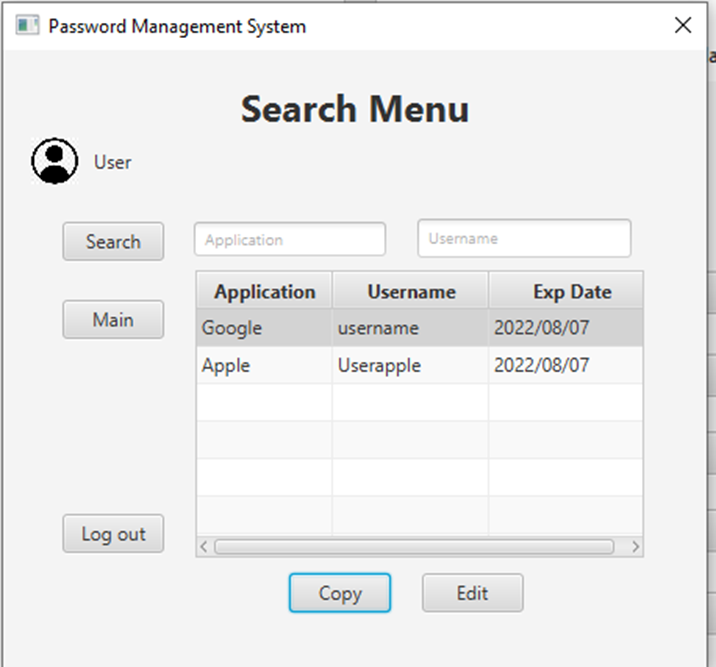 Password Management System
Search Menu
User
Search Application Username
Application Username Exp Date
Main
Google username 2022/08/07
Apple Userapple 2022/08/07
Log out
Copy Edit